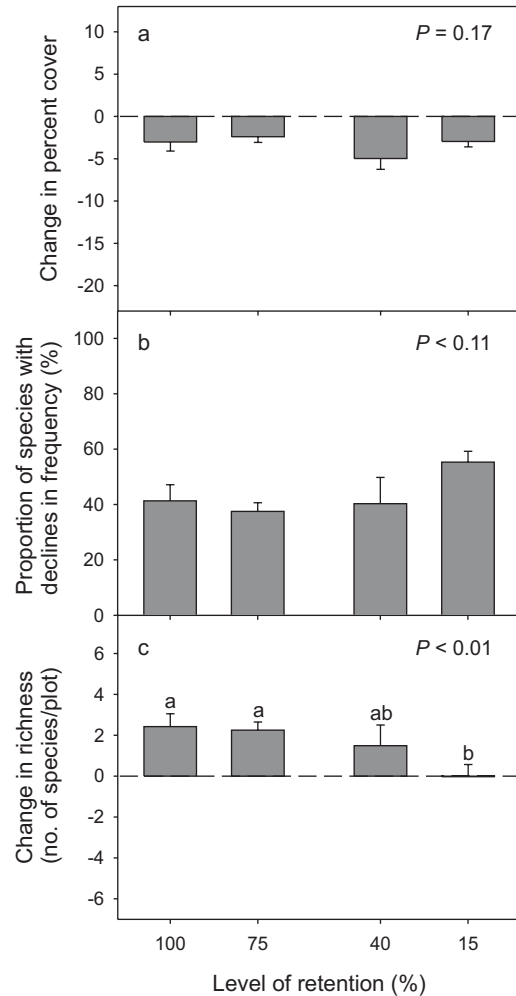 a
P = 0.17
10
5
0
-5
-10
-15
-20
Change in percent cover
b
P < 0.11
100
80
60
40
20
0
Proportion of species with
declines in frequency (%)
c
P < 0.01
6
4
2
0
-2
-4
-6
a
a
ab
b
Change in richness
(no. of species/plot)
100 75 40 15
Level of retention (%)